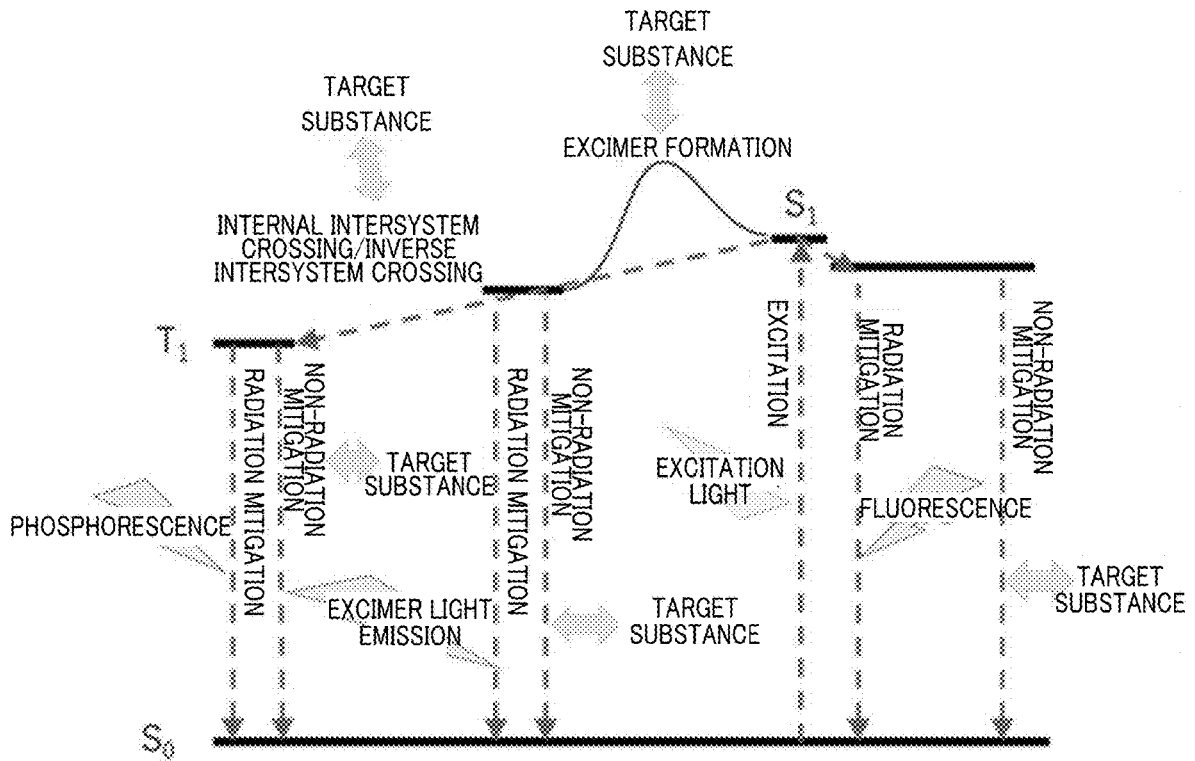 TARGET
SUBSTANCE
TARGET
SUBSTANCE
EXCIMER FORMATION
INTERNAL INTERSYSTEM
CROSSING/INVERSE
INTERSYSTEM CROSSING
S1
T1
RADIATION MITIGATION
NON-RADIATION
MITIGATION
RADIATION MITIGATION
NON-RADIATION
MITIGATION
EXCITATION
RADIATION
MITIGATION
NON-RADIATION
MITIGATION
TARGET
SUBSTANCE
EXCITATION
LIGHT
FLUORESCENCE
PHOSPHORESCENCE
EXCIMER LIGHT
EMISSION
TARGET
SUBSTANCE
TARGET
SUBSTANCE
S0